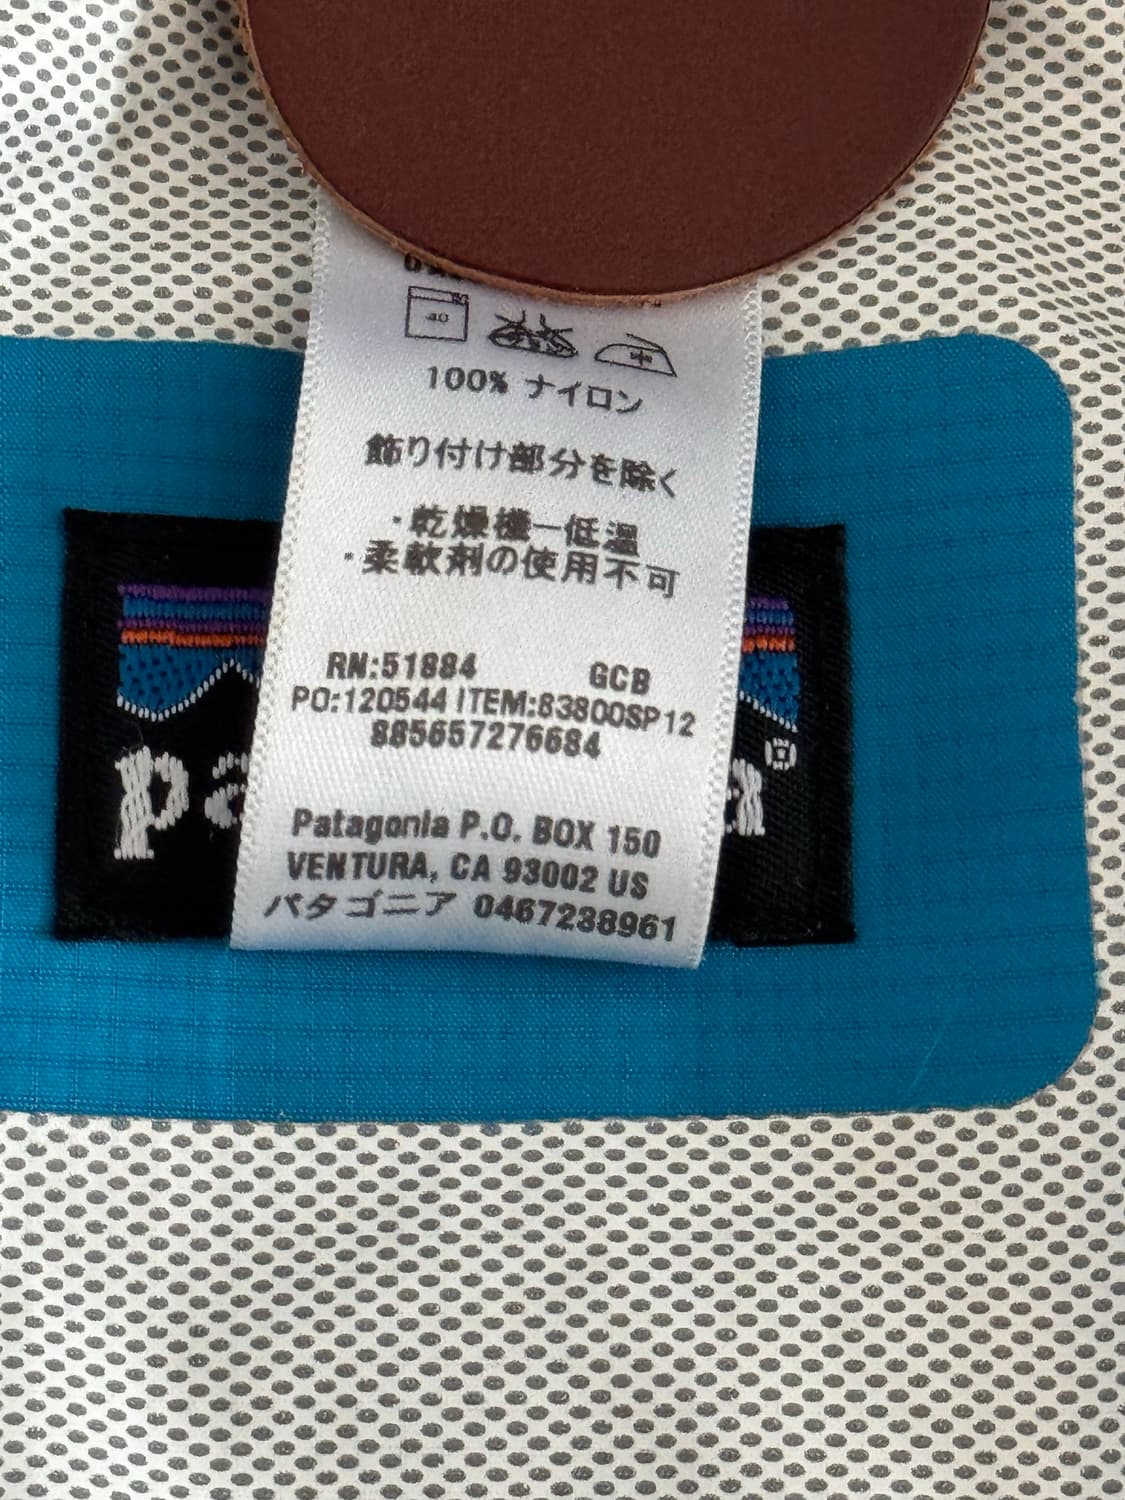 40
100% ナイロン
飾り付け部分を除く
・乾燥機ー低温
・柔軟剤の使用不可
RN:51884 GCB
PO:120544 ITEM:83800SP12
885657276684
Patagonia P.O. BOX 150
VENTURA, CA 93002 US
パタゴニア 0467238961